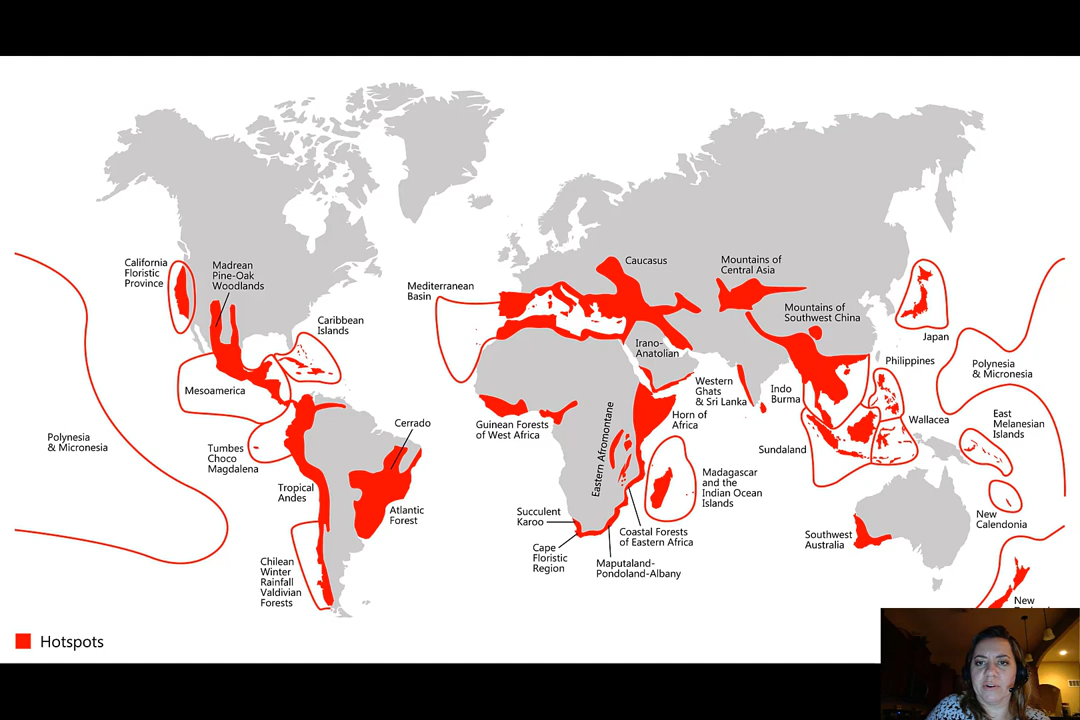 California
Floristic
Province
Madrean
Pine-Oak
Woodlands
Caribbean
Islands
Mesoamerica
Polynesia
& Micronesia
Tumbes
Choco
Magdalena
Tropical
Andes
Cerrado
Atlantic
Forest
Chilean
Winter
Rainfall
Valdivian
Forests
Mediterranean
Basin
Caucasus
Mountains of
Central Asia
Mountains of
Southwest China
Irano-
Anatolian
Western
Ghats
& Sri Lanka
Indo
Burma
Japan
Philippines
Polynesia
& Micronesia
Guinean Forests
of West Africa
Eastern Afromontane
Horn of
Africa
Sundaland
Wallacea
East
Melanesian
Islands
Madagascar
and the
Indian Ocean
Islands
Succulent
Karoo
Cape
Floristic
Region
Coastal Forests
of Eastern Africa
Maputaland-
Pondoland-Albany
Southwest
Australia
New
Calendonia
New
Hotspots